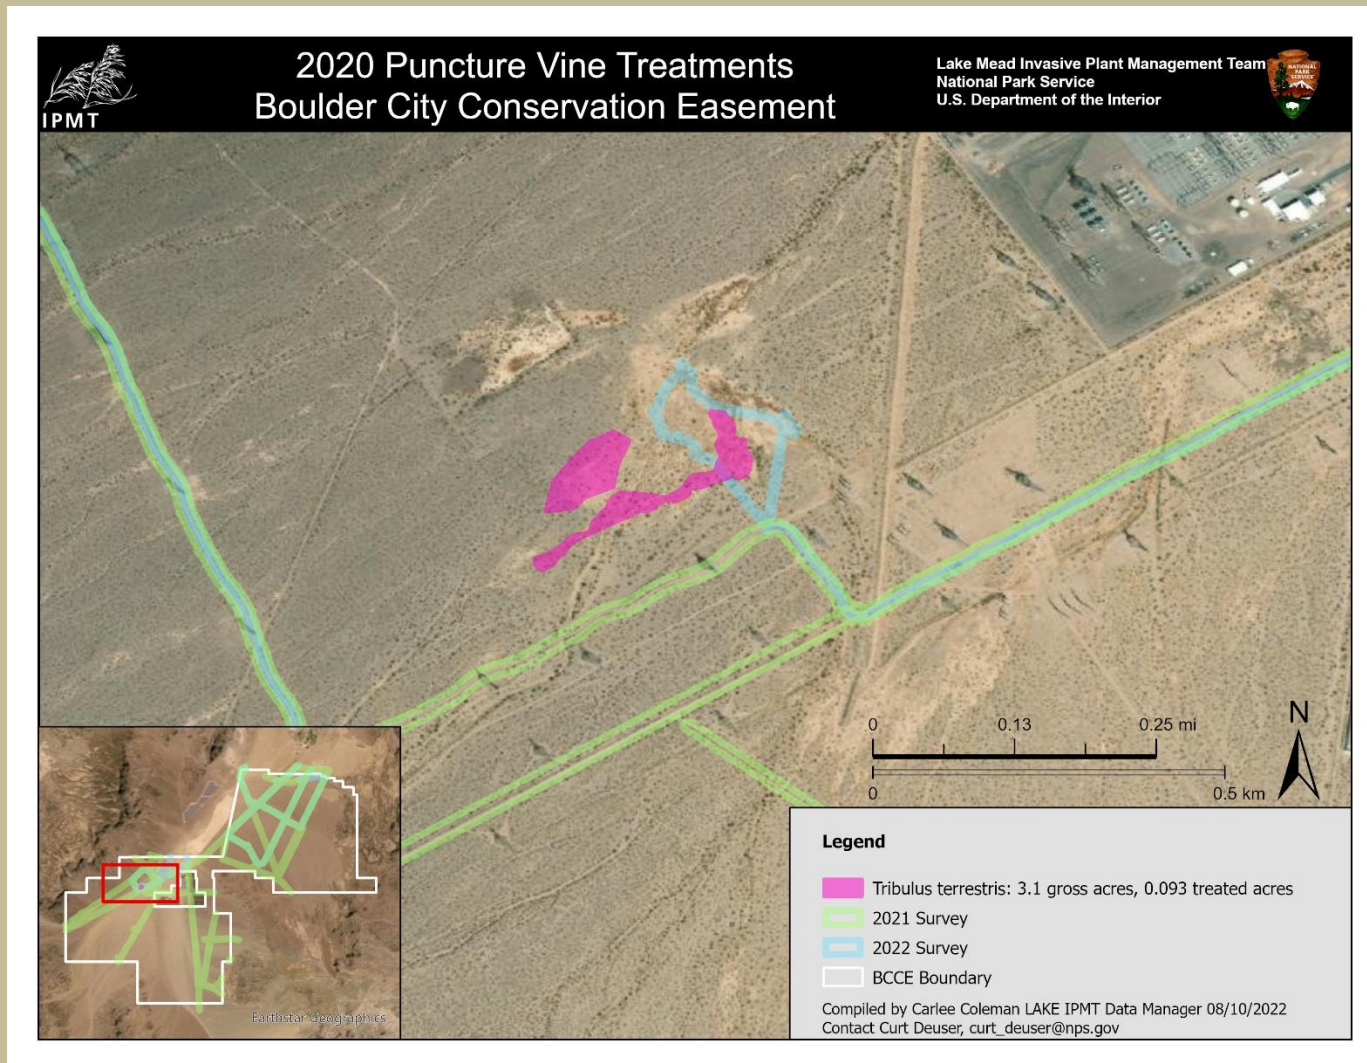 IPMT
2020 Puncture Vine Treatments
Boulder City Conservation Easement
Lake Mead Invasive Plant Management Team
National Park Service
U.S. Department of the Interior
NATIONAL
PARK
SERVICE
0 0.13 0.25 mi
0 0.5 km
N
Legend
Tribulus terrestris: 3.1 gross acres, 0.093 treated acres
2021 Survey
2022 Survey
BCCE Boundary
Compiled by Carlee Coleman LAKE IPMT Data Manager 08/10/2022
Contact Curt Deuser, curt_deuser@nps.gov
Earthstar Geographics